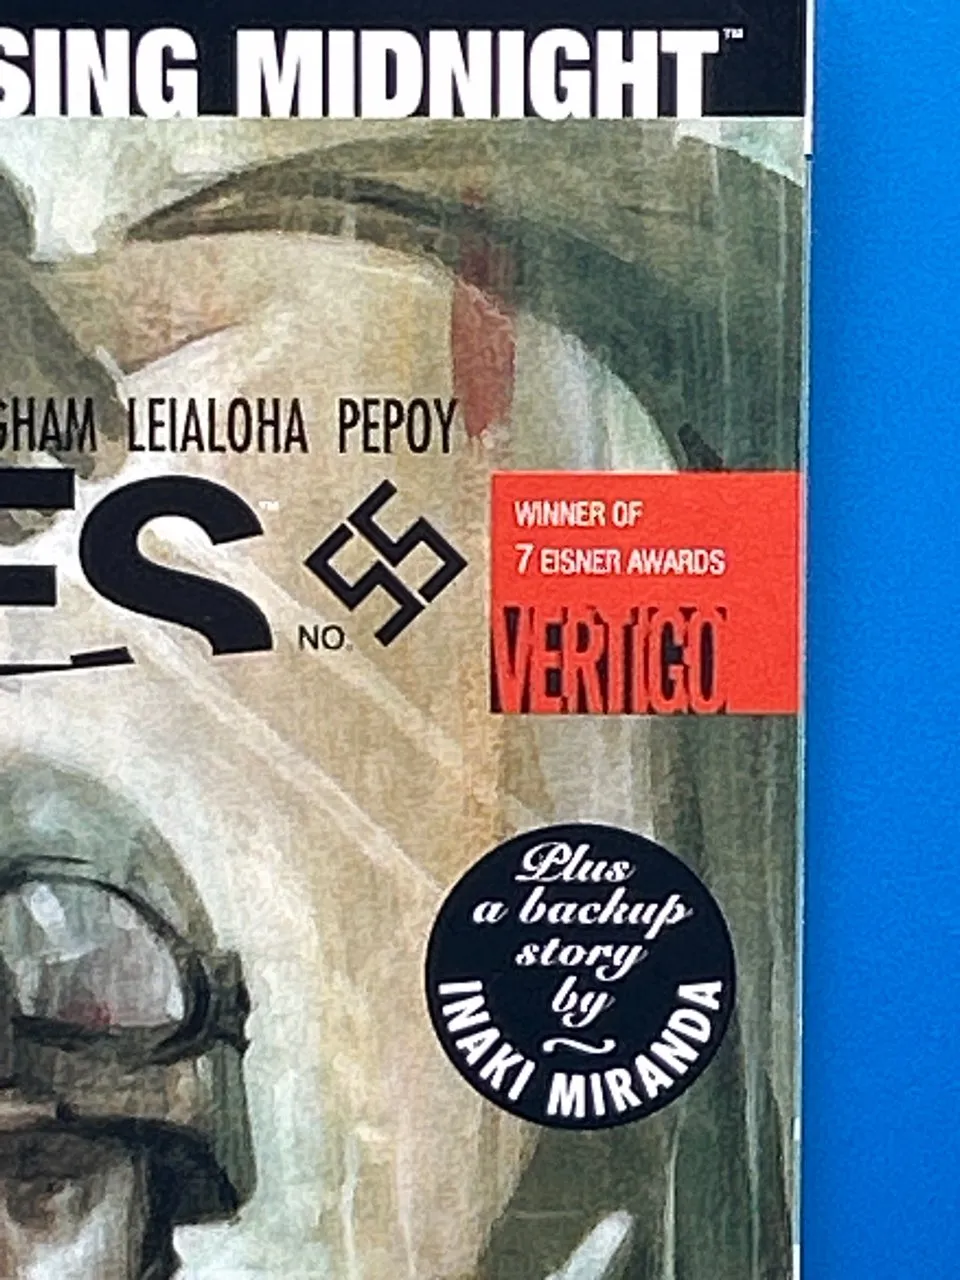 SING MIDNIGHT™
GHAM LEIALOHA PEPOY
ES™ NO. 55
WINNER OF
7 EISNER AWARDS
VERTIGO
Plus
a backup
story
by
~
INAKI MIRANDA